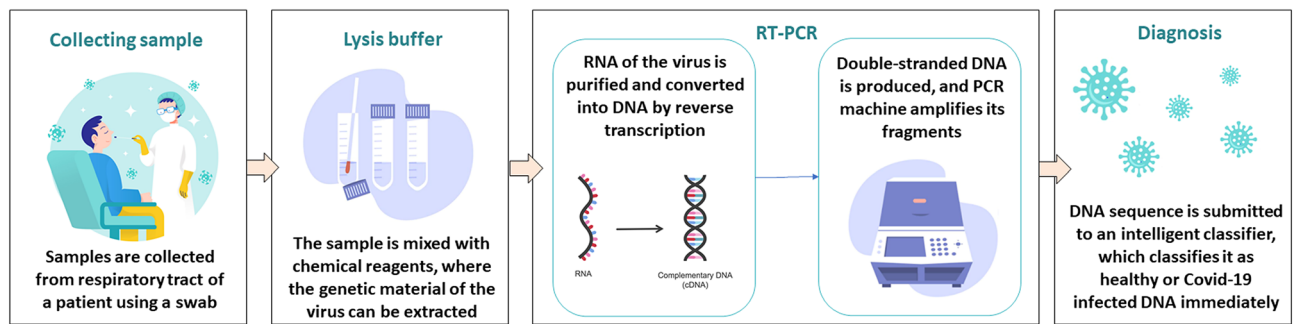 Collecting sample
Samples are collected
from respiratory tract of
a patient using a swab
Lysis buffer
The sample is mixed with
chemical reagents, where
the genetic material of the
virus can be extracted
RT-PCR
RNA of the virus is
purified and converted
into DNA by reverse
transcription
RNA
Complementary DNA
(cDNA)
Double-stranded DNA
is produced, and PCR
machine amplifies its
fragments
Diagnosis
DNA sequence is submitted
to an intelligent classifier,
which classifies it as
healthy or Covid-19
infected DNA immediately